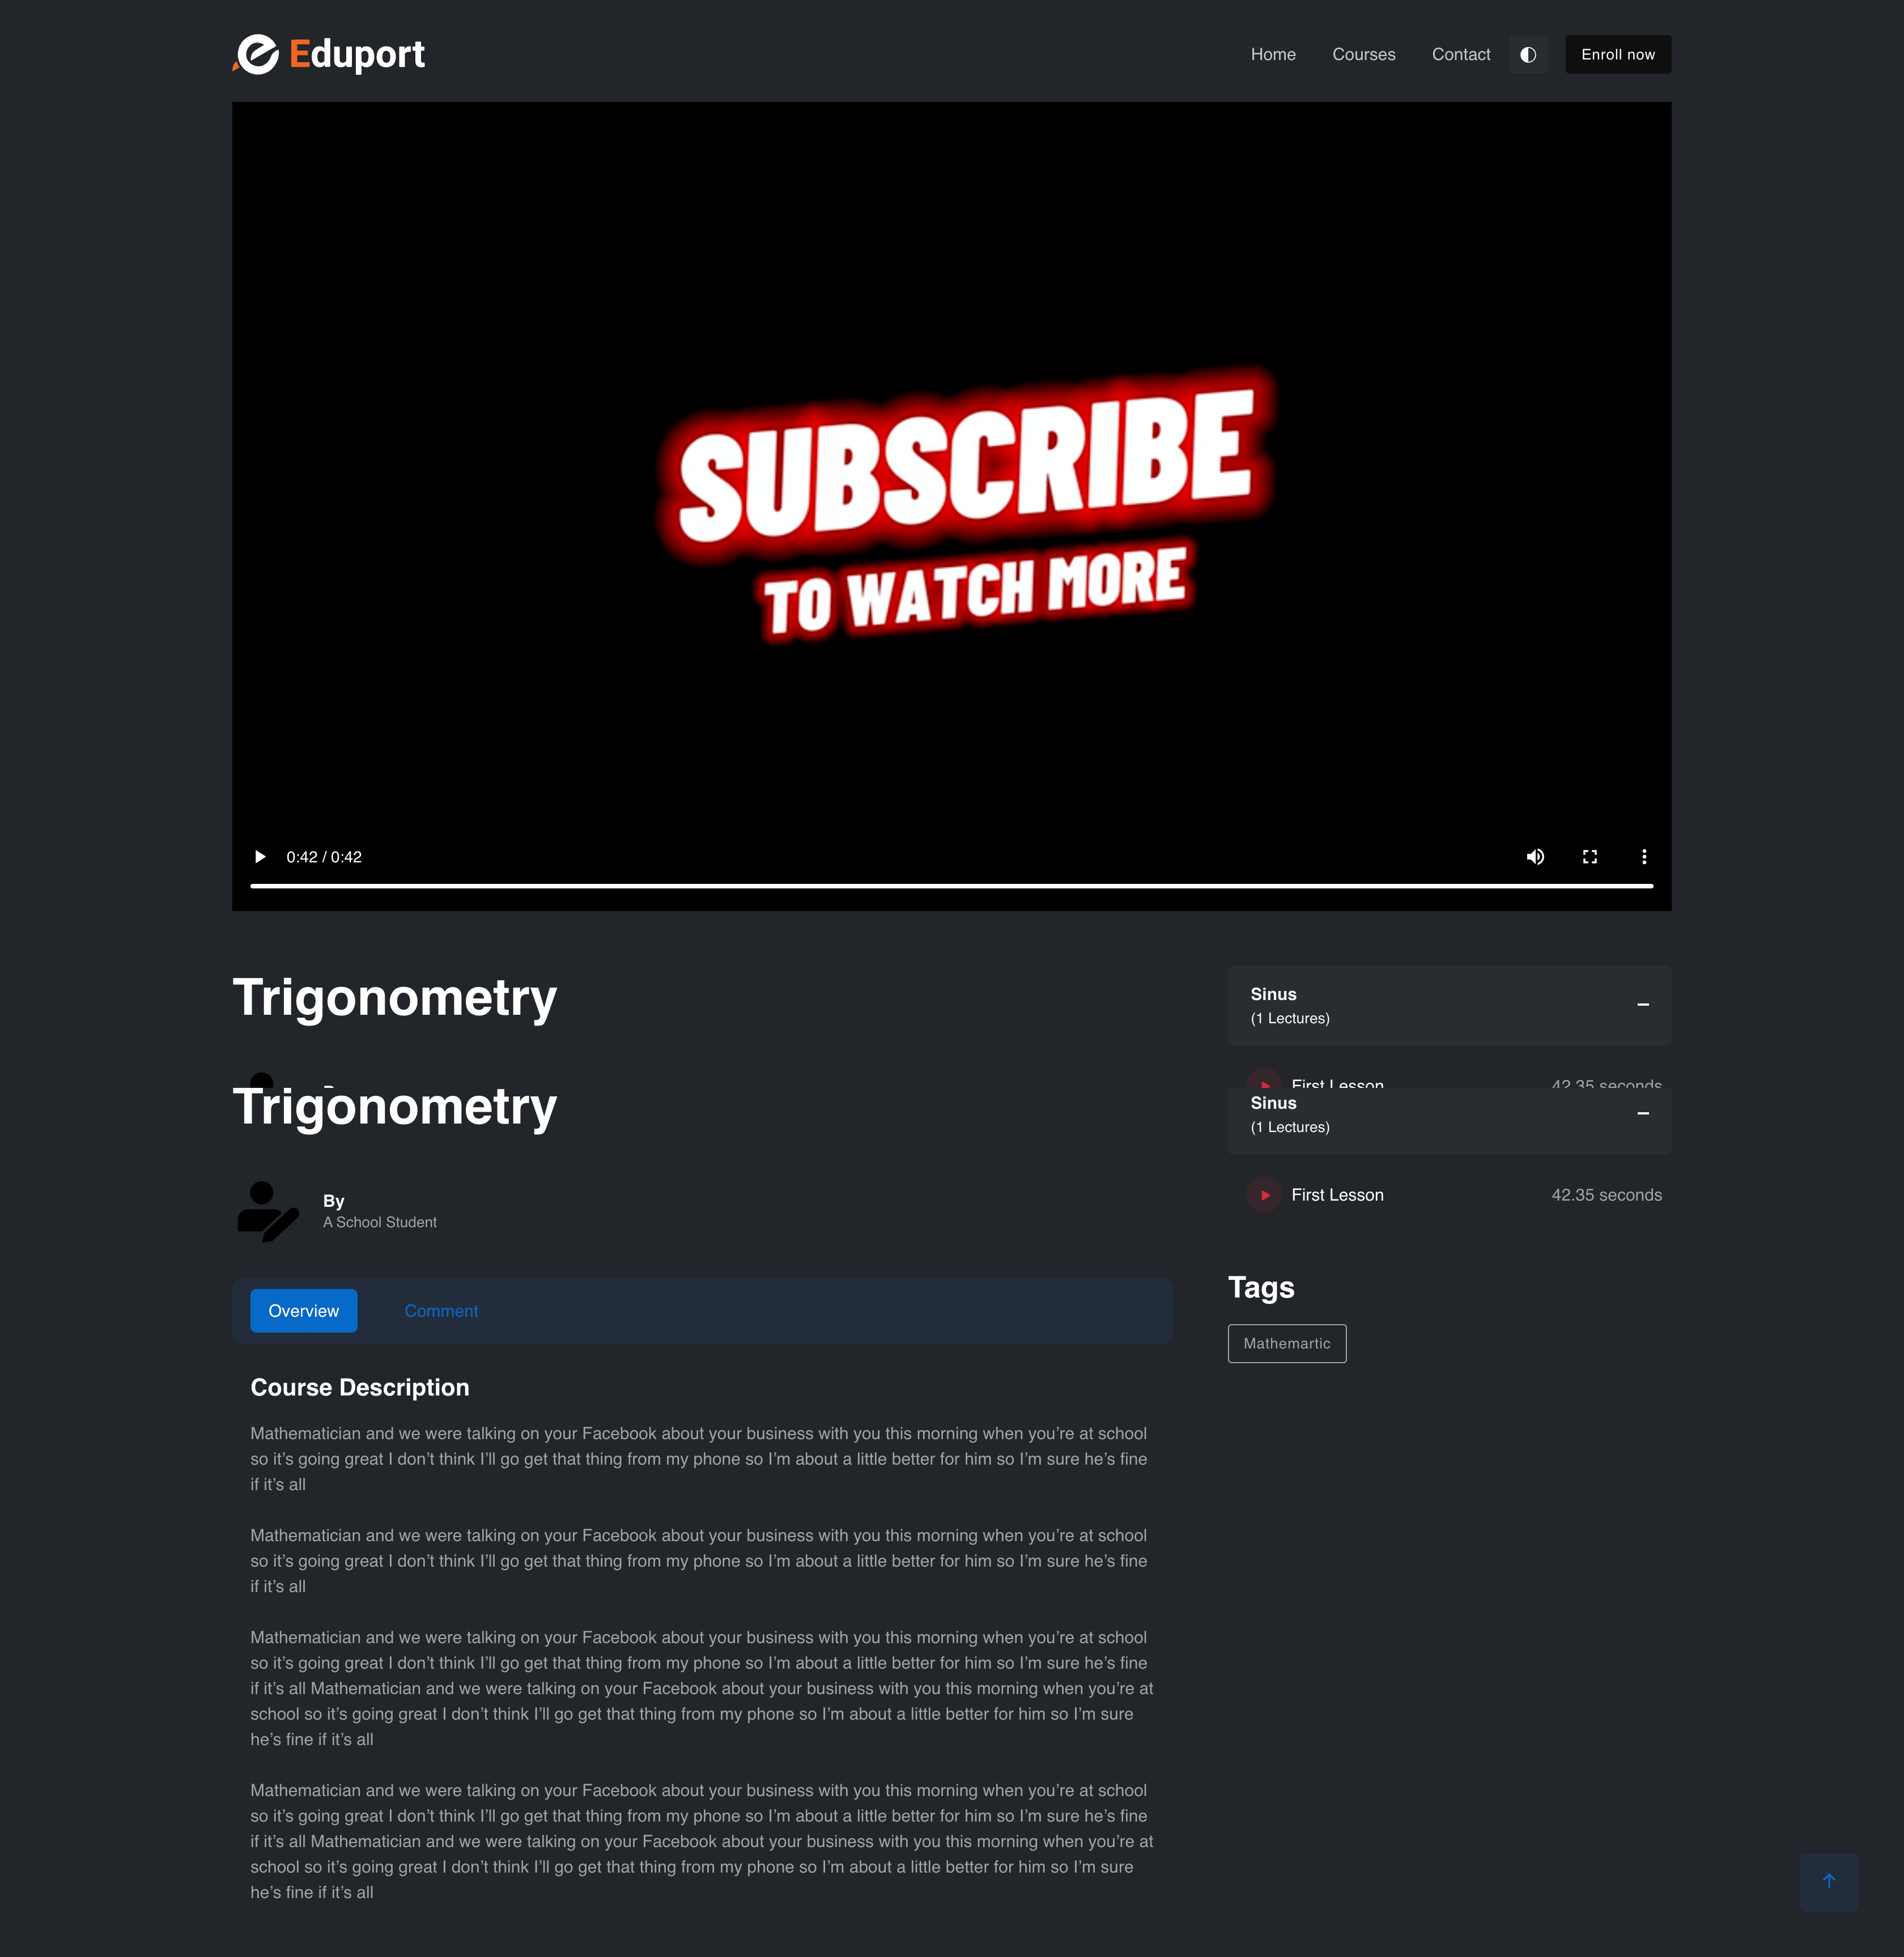 Eduport
Home
Courses
Contact
Enroll now
SUBSCRIBE
TO WATCH MORE
0:42 / 0:42
Trigonometry
Sinus
(1 Lectures)
First Lesson
42.35 seconds
Trigonometry
Sinus
(1 Lectures)
By
A School Student
First Lesson
42.35 seconds
Overview
Comment
Tags
Mathemartic
Course Description
Mathematician and we were talking on your Facebook about your business with you this morning when you’re at school
so it’s going great I don’t think I’ll go get that thing from my phone so I’m about a little better for him so I’m sure he’s fine
if it’s all
Mathematician and we were talking on your Facebook about your business with you this morning when you’re at school
so it’s going great I don’t think I’ll go get that thing from my phone so I’m about a little better for him so I’m sure he’s fine
if it’s all
Mathematician and we were talking on your Facebook about your business with you this morning when you’re at school
so it’s going great I don’t think I’ll go get that thing from my phone so I’m about a little better for him so I’m sure he’s fine
if it’s all Mathematician and we were talking on your Facebook about your business with you this morning when you’re at
school so it’s going great I don’t think I’ll go get that thing from my phone so I’m about a little better for him so I’m sure
he’s fine if it’s all
Mathematician and we were talking on your Facebook about your business with you this morning when you’re at school
so it’s going great I don’t think I’ll go get that thing from my phone so I’m about a little better for him so I’m sure he’s fine
if it’s all Mathematician and we were talking on your Facebook about your business with you this morning when you’re at
school so it’s going great I don’t think I’ll go get that thing from my phone so I’m about a little better for him so I’m sure
he’s fine if it’s all